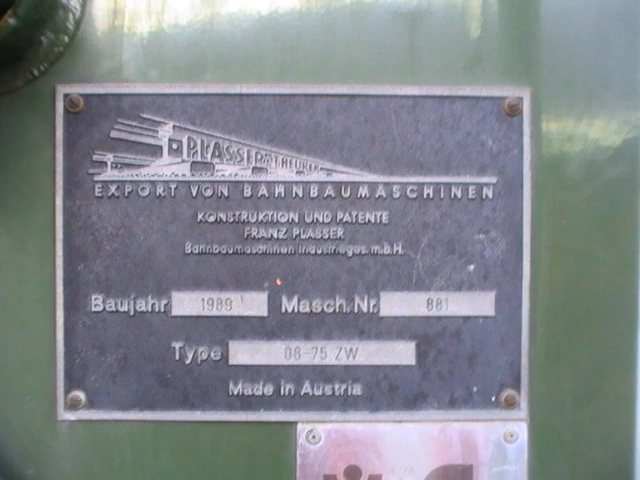 PLASSER & THEURER
EXPORT VON BAHNBAUMASCHINEN
KONSTRUKTION UND PATENTE
FRANZ PLASSER
Bahnbaumaschinen Industrieges. m.b.H.
Baujahr 1989 Masch. Nr. 881
Type 08-75 ZW
Made in Austria